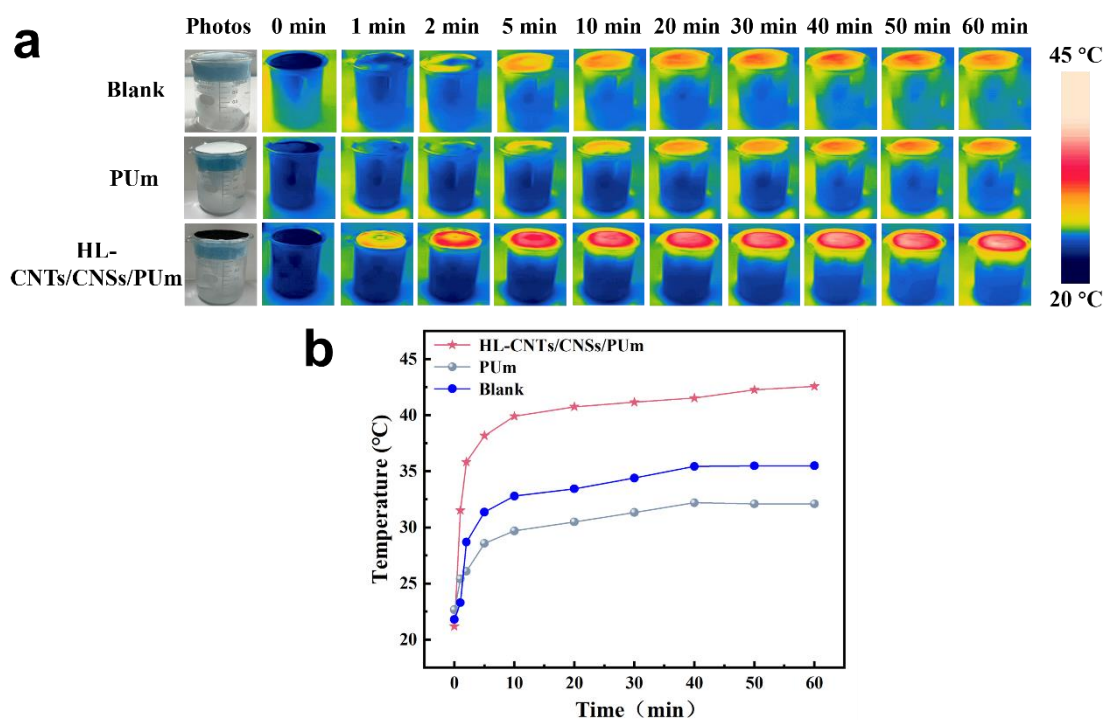 a
Photos 0 min 1 min 2 min 5 min 10 min 20 min 30 min 40 min 50 min 60 min
45 °C
Blank
PUm
HL-
CNTs/CNSs/PUm
20 °C
b
HL-CNTs/CNSs/PUm
PUm
Blank
45
40
35
30
25
20
Temperature (°C)
0 10 20 30 40 50 60
Time (min)